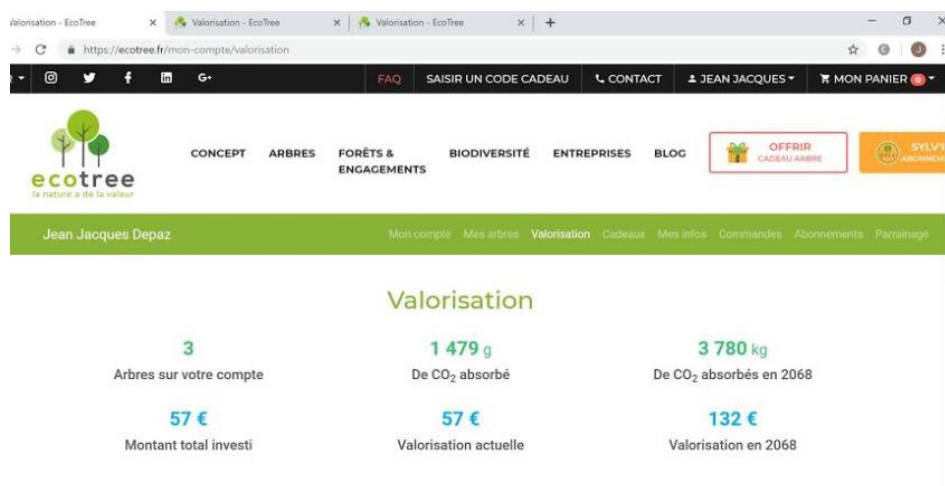 Valorisation - EcoTree
Valorisation - EcoTree
Valorisation - EcoTree
https://ecotree.fr/mon-compte/valorisation
G+
FAQ SAISIR UN CODE CADEAU CONTACT JEAN JACQUES MON PANIER 0
ecotree
la nature a de la valeur
CONCEPT ARBRES FORÊTS & ENGAGEMENTS BIODIVERSITÉ ENTREPRISES BLOG
OFFRIR
CADEAU ARBRE
SYLV'
ABONNEM
Jean Jacques Depaz
Mon compte Mes arbres Valorisation Cadeaux Mes infos Commandes Abonnements Parrainage
Valorisation
3 1 479 g 3 780 kg
Arbres sur votre compte De CO₂ absorbé De CO₂ absorbés en 2068
57 € 57 € 132 €
Montant total investi Valorisation actuelle Valorisation en 2068